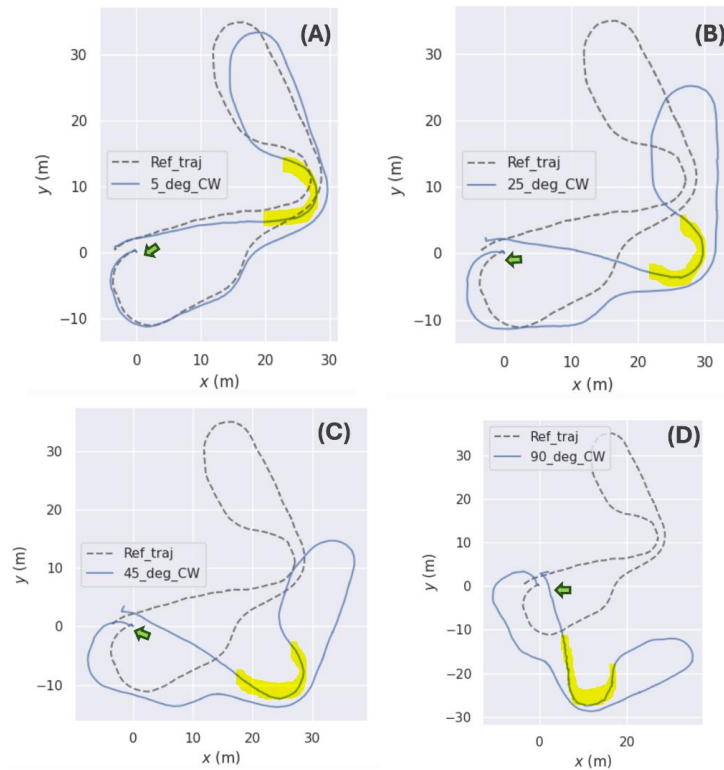 (A)
30
20
10
0
−10
y (m)
Ref_traj
5_deg_CW
0
10
20
30
x (m)
(B)
30
20
10
0
−10
y (m)
Ref_traj
25_deg_CW
0
10
20
30
x (m)
(C)
30
20
10
0
−10
y (m)
Ref_traj
45_deg_CW
0
10
20
30
x (m)
(D)
30
20
10
0
−10
−20
−30
y (m)
Ref_traj
90_deg_CW
0
20
x (m)